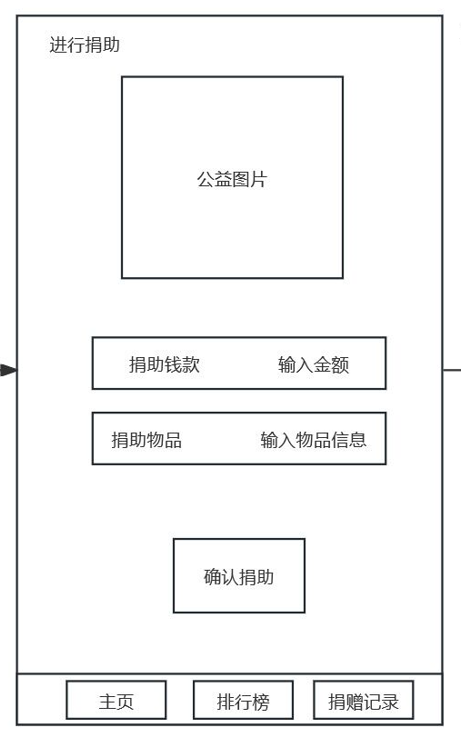 进行捐助
公益图片
捐助钱款 输入金额
捐助物品 输入物品信息
确认捐助
主页 排行榜 捐赠记录